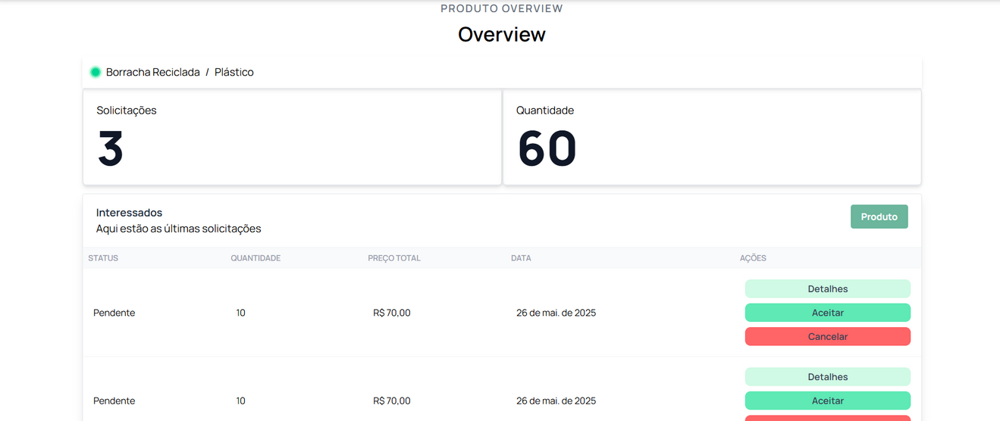 PRODUTO OVERVIEW
Overview
Borracha Reciclada / Plástico
Solicitações
3
Quantidade
60
Interessados
Aqui estão as últimas solicitações
Produto
STATUS QUANTIDADE PREÇO TOTAL DATA AÇÕES
Detalhes
Pendente 10 R$ 70,00 26 de mai. de 2025 Aceitar
Cancelar
Detalhes
Pendente 10 R$ 70,00 26 de mai. de 2025 Aceitar